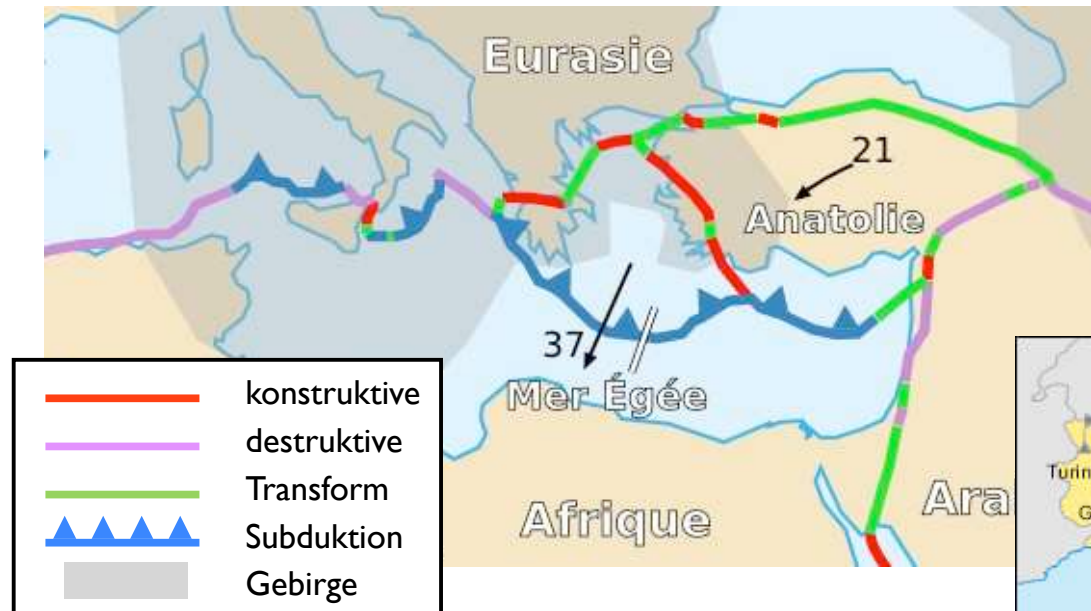 Eurasie
21
Anatolie
37
Mer Égée
Afrique
Ara
konstruktive
destruktive
Transform
Subduktion
Gebirge
Turin
G